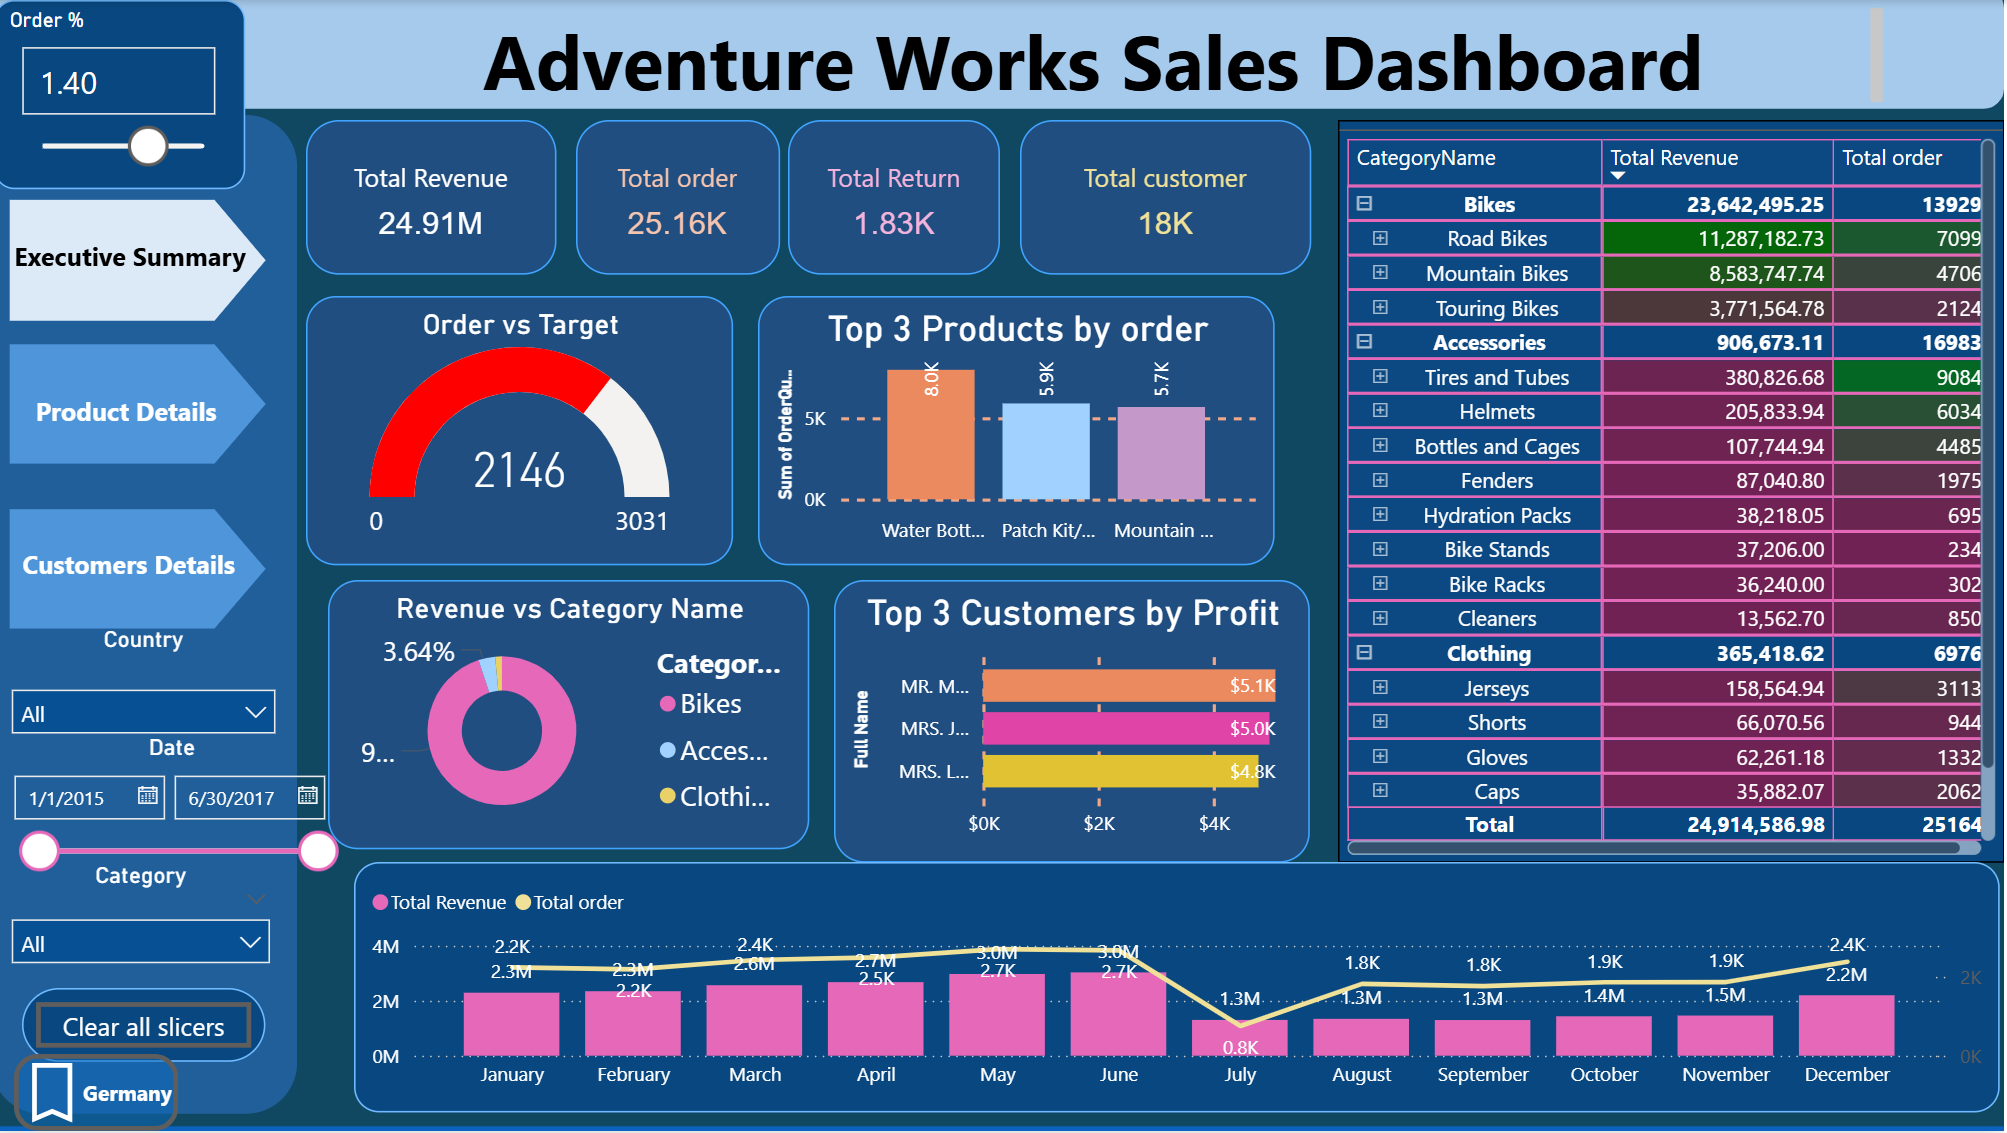 Order %
1.40
Adventure Works Sales Dashboard
Executive Summary
Product Details
Customers Details
Country
All
Date
1/1/2015
6/30/2017
Category
All
Clear all slicers
Germany
Total Revenue
24.91M
Total order
25.16K
Total Return
1.83K
Total customer
18K
Order vs Target
2146
0
3031
Top 3 Products by order
Sum of OrderQu...
5K
0K
8.0K
5.9K
5.7K
Water Bott...
Patch Kit/...
Mountain ...
Revenue vs Category Name
3.64%
9...
Categor...
Bikes
Acces...
Clothi...
Top 3 Customers by Profit
Full Name
MR. M...
$5.1K
MRS. J...
$5.0K
MRS. L...
$4.8K
$0K
$2K
$4K
CategoryName Total Revenue Total order
Bikes 23,642,495.25 13929
Road Bikes 11,287,182.73 7099
Mountain Bikes 8,583,747.74 4706
Touring Bikes 3,771,564.78 2124
Accessories 906,673.11 16983
Tires and Tubes 380,826.68 9084
Helmets 205,833.94 6034
Bottles and Cages 107,744.94 4485
Fenders 87,040.80 1975
Hydration Packs 38,218.05 695
Bike Stands 37,206.00 234
Bike Racks 36,240.00 302
Cleaners 13,562.70 850
Clothing 365,418.62 6976
Jerseys 158,564.94 3113
Shorts 66,070.56 944
Gloves 62,261.18 1332
Caps 35,882.07 2062
Total 24,914,586.98 25164
Total Revenue Total order
4M
2M
0M
2.2K
2.3M
2.3M
2.2K
2.4K
2.6M
2.7M
2.5K
3.0M
2.7K
3.0M
2.7K
1.3M
0.8K
1.8K
1.3M
1.8K
1.3M
1.9K
1.4M
1.9K
1.5M
2.4K
2.2M
2K
0K
January February March April May June July August September October November December